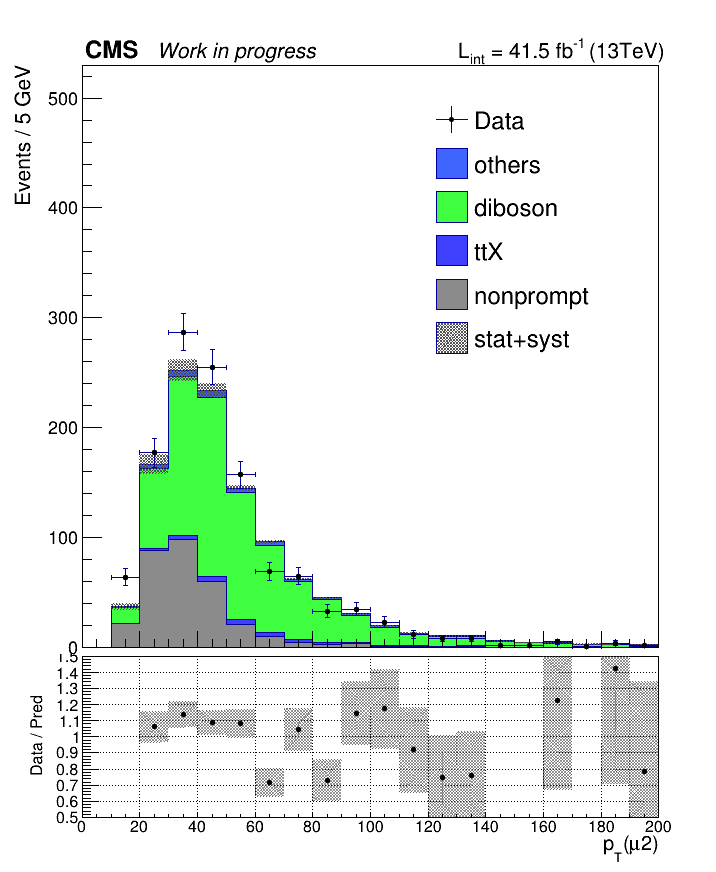 CMS Work in progress L_int = 41.5 fb⁻¹ (13TeV)
Events / 5 GeV
500
400
300
200
100
0
Data
others
diboson
ttX
nonprompt
stat+syst
Data / Pred
1.5
1.4
1.3
1.2
1.1
1
0.9
0.8
0.7
0.6
0.5
0 20 40 60 80 100 120 140 160 180 200
p_T(μ2)